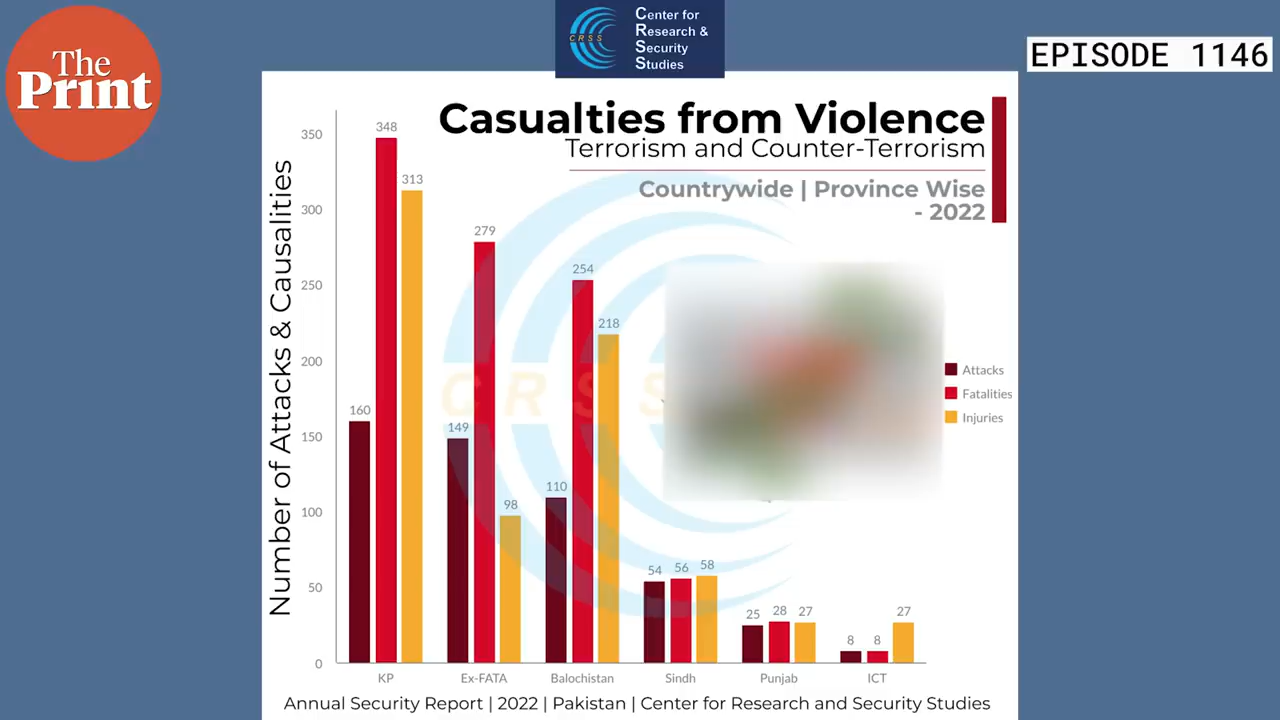 The
Print
CRSS
Center for
Research &
Security
Studies
EPISODE 1146
Casualties from Violence
Terrorism and Counter-Terrorism
Countrywide | Province Wise
- 2022
Number of Attacks & Causalities
350
300
250
200
150
100
50
0
348
313
160
279
149
98
254
218
110
54
56
58
25
28
27
8
8
27
CRSS
Attacks
Fatalities
Injuries
KP
Ex-FATA
Balochistan
Sindh
Punjab
ICT
Annual Security Report | 2022 | Pakistan | Center for Research and Security Studies